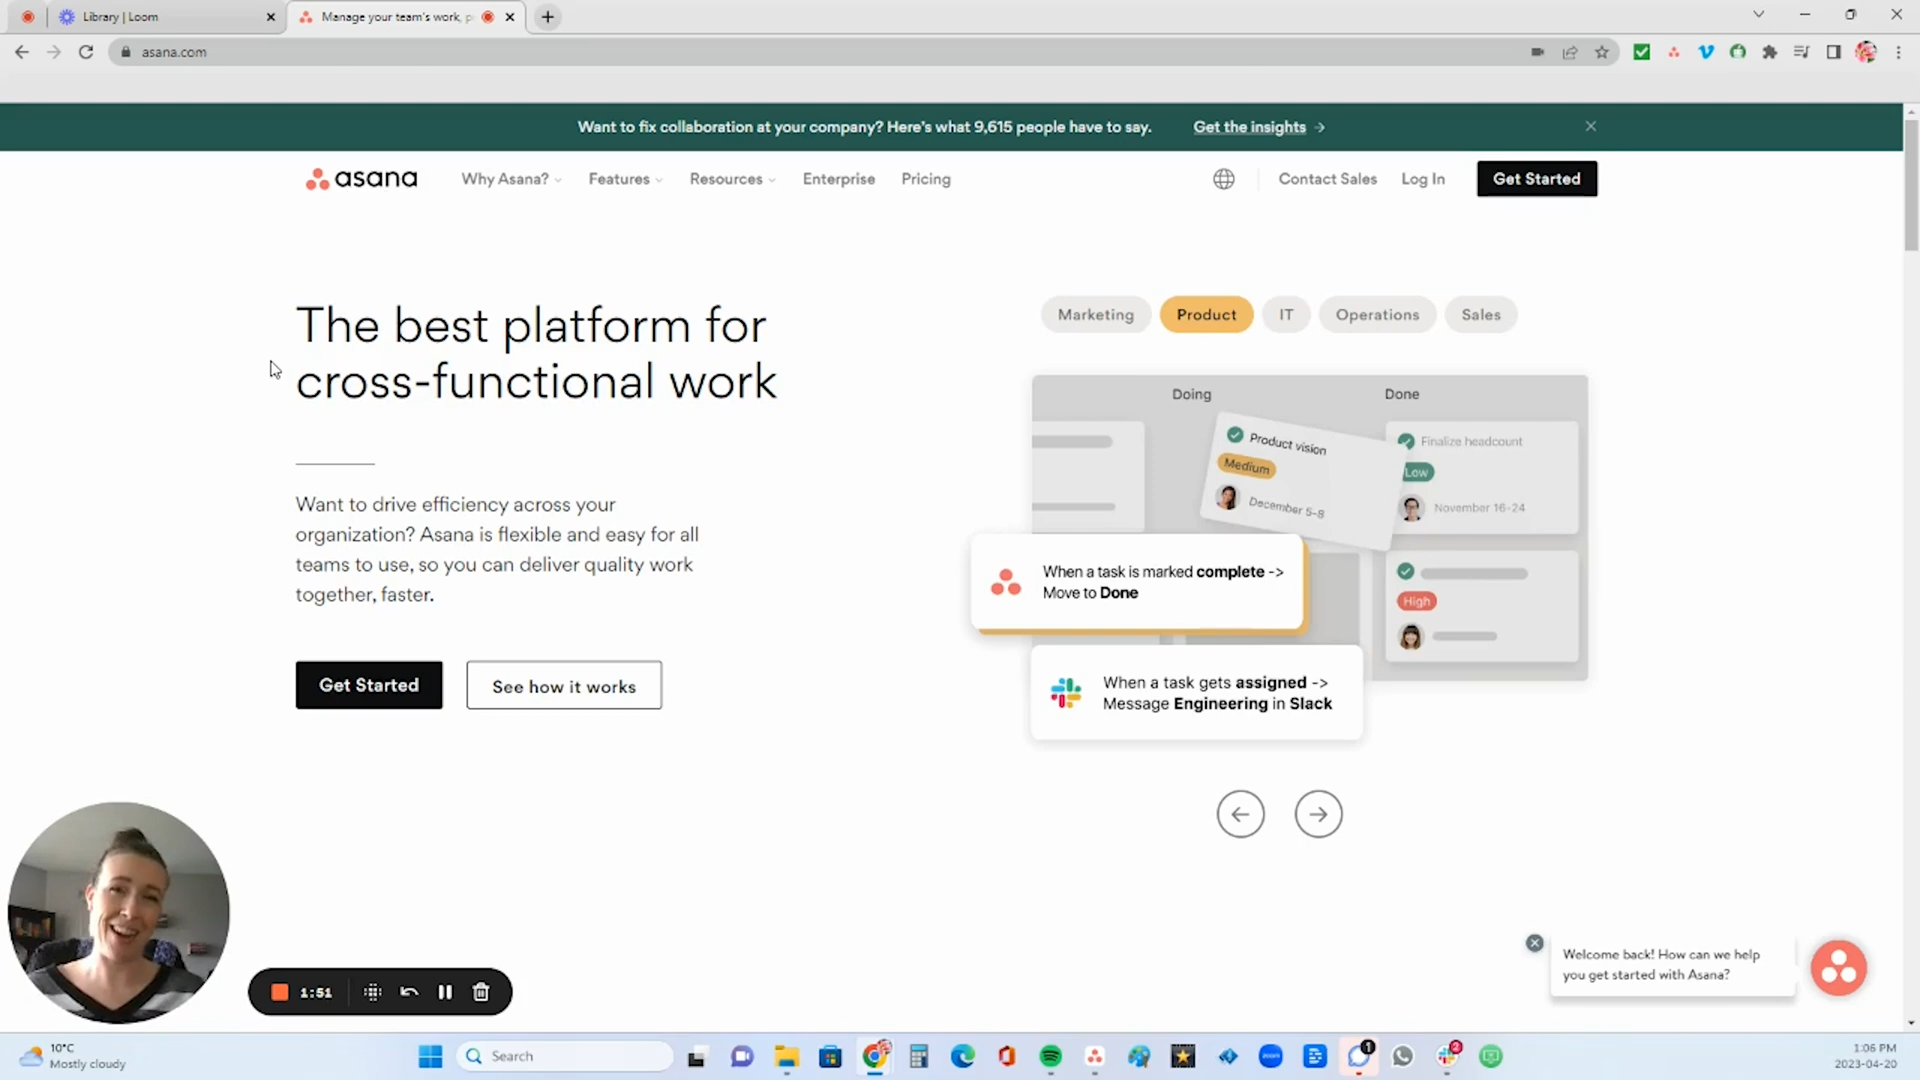 Library | Loom
Manage your team's work, p
asana.com
Want to fix collaboration at your company? Here's what 9,615 people have to say. Get the insights →
asana
Why Asana? Features Resources Enterprise Pricing
Contact Sales Log In Get Started
The best platform for
cross-functional work
Want to drive efficiency across your
organization? Asana is flexible and easy for all
teams to use, so you can deliver quality work
together, faster.
Get Started See how it works
Marketing Product IT Operations Sales
Doing Done
Product vision
Medium
December 5-8
Finalize headcount
Low
November 16-24
High
When a task is marked complete ->
Move to Done
When a task gets assigned ->
Message Engineering in Slack
1:51
Welcome back! How can we help
you get started with Asana?
10°C
Mostly cloudy
Search
zoom
1
2
1:06 PM
2023-04-20